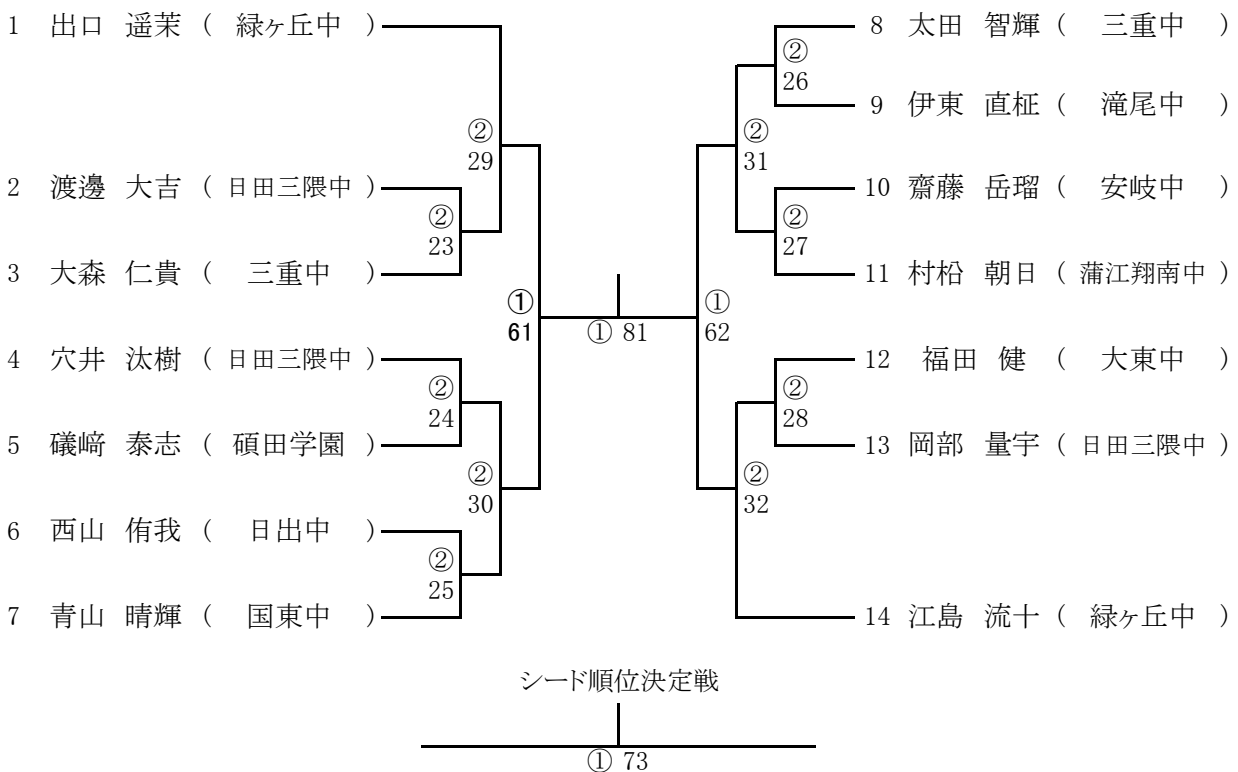 1 出口 遥茉 ( 緑ヶ丘中 )
2 渡邊 大吉 ( 日田三隈中 )
3 大森 仁貴 ( 三重中 )
4 穴井 汰樹 ( 日田三隈中 )
5 礒﨑 泰志 ( 碩田学園 )
6 西山 侑我 ( 日出中 )
7 青山 晴輝 ( 国東中 )
② 29
② 23
① 61
② 24
② 30
② 25
① 81
8 太田 智輝 ( 三重中 )
9 伊東 直柾 ( 滝尾中 )
10 齋藤 岳瑠 ( 安岐中 )
11 村松 朝日 ( 蒲江翔南中 )
12 福田 健 ( 大東中 )
13 岡部 量宇 ( 日田三隈中 )
14 江島 流十 ( 緑ヶ丘中 )
② 26
② 31
② 27
① 62
② 28
② 32
シード順位決定戦
① 73